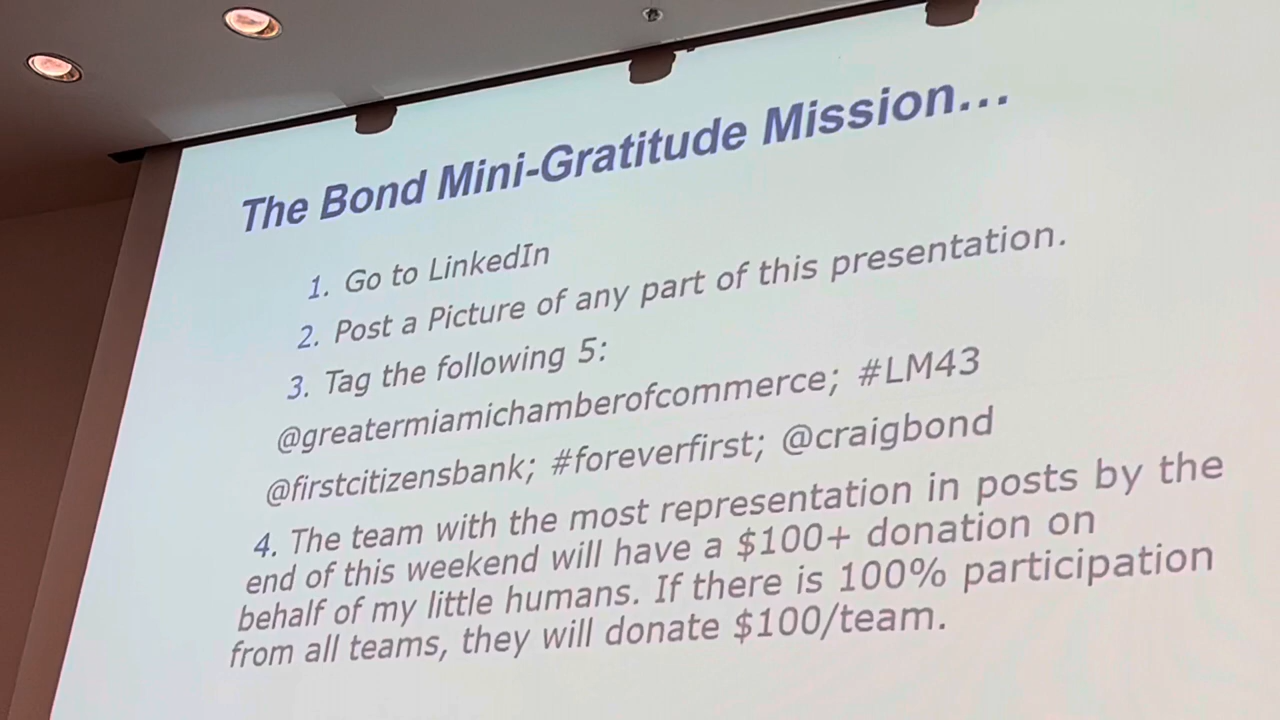 The Bond Mini-Gratitude Mission...
1. Go to LinkedIn
2. Post a Picture of any part of this presentation.
3. Tag the following 5:
@greatermiamichamberofcommerce; #LM43
@firstcitizensbank; #foreverfirst; @craigbond
4. The team with the most representation in posts by the
end of this weekend will have a $100+ donation on
behalf of my little humans. If there is 100% participation
from all teams, they will donate $100/team.